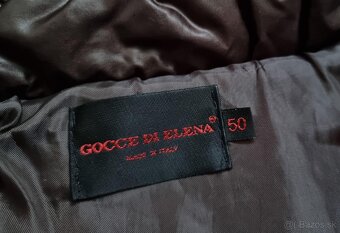 GOCCE DI ELENA®
MADE IN ITALY
50
Bazos.sk